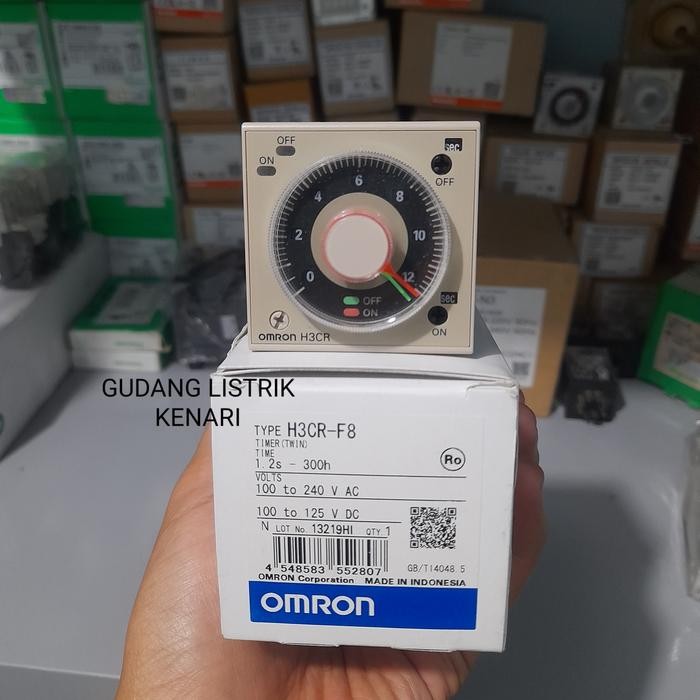 OFF
ON
sec
OFF
0
2
4
6
8
10
12
OFF
ON
sec
ON
OMRON H3CR
GUDANG LISTRIK
KENARI
TYPE H3CR-F8
TIMER(TWIN)
TIME
1.2s - 300h
VOLTS
100 to 240 V AC
100 to 125 V DC
N LOT No. 13219HI QTY 1
4 548583 552807
GB/T14048.5
OMRON Corporation MADE IN INDONESIA
OMRON